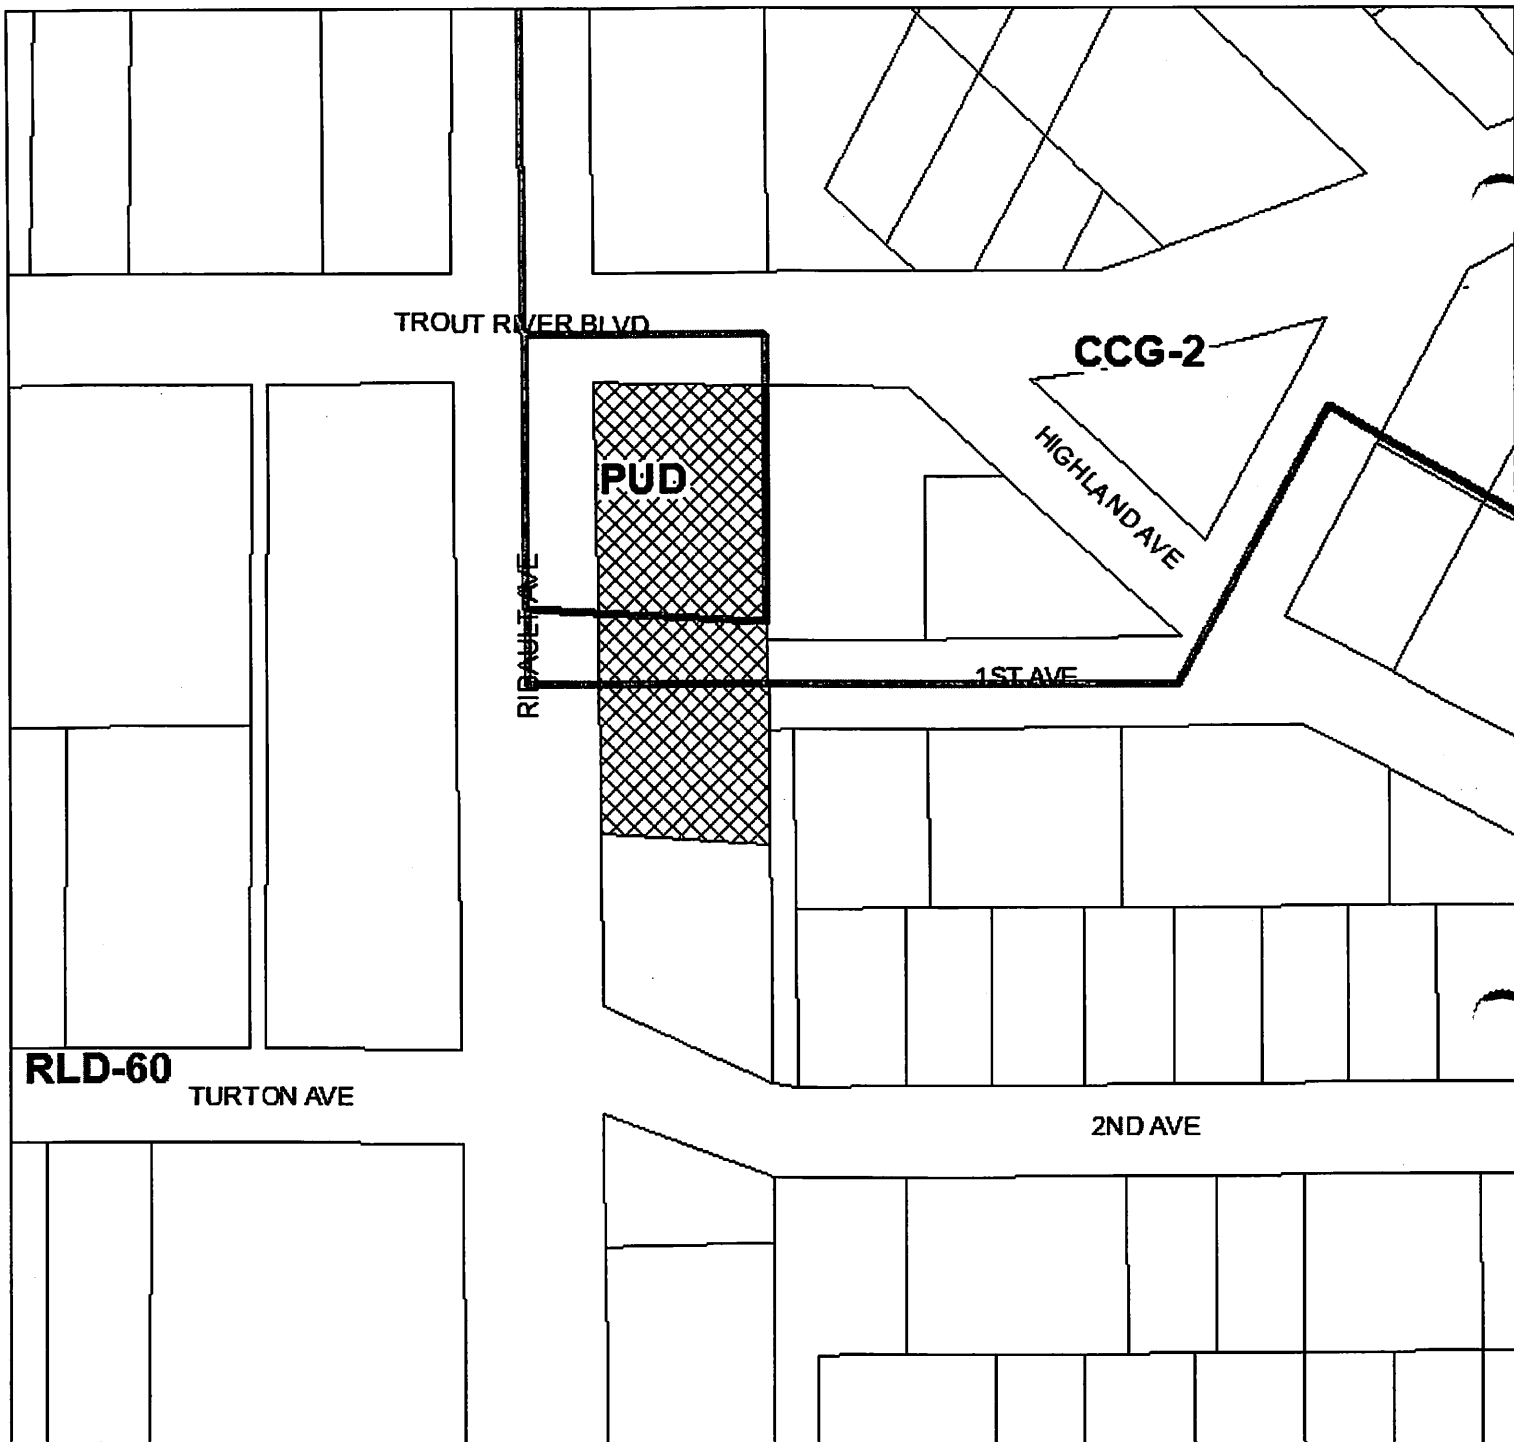 TROUT RIVER BLVD
CCG-2
HIGHLAND AVE
PUD
RIBAULT AVE
1ST AVE
RLD-60
TURTON AVE
2ND AVE